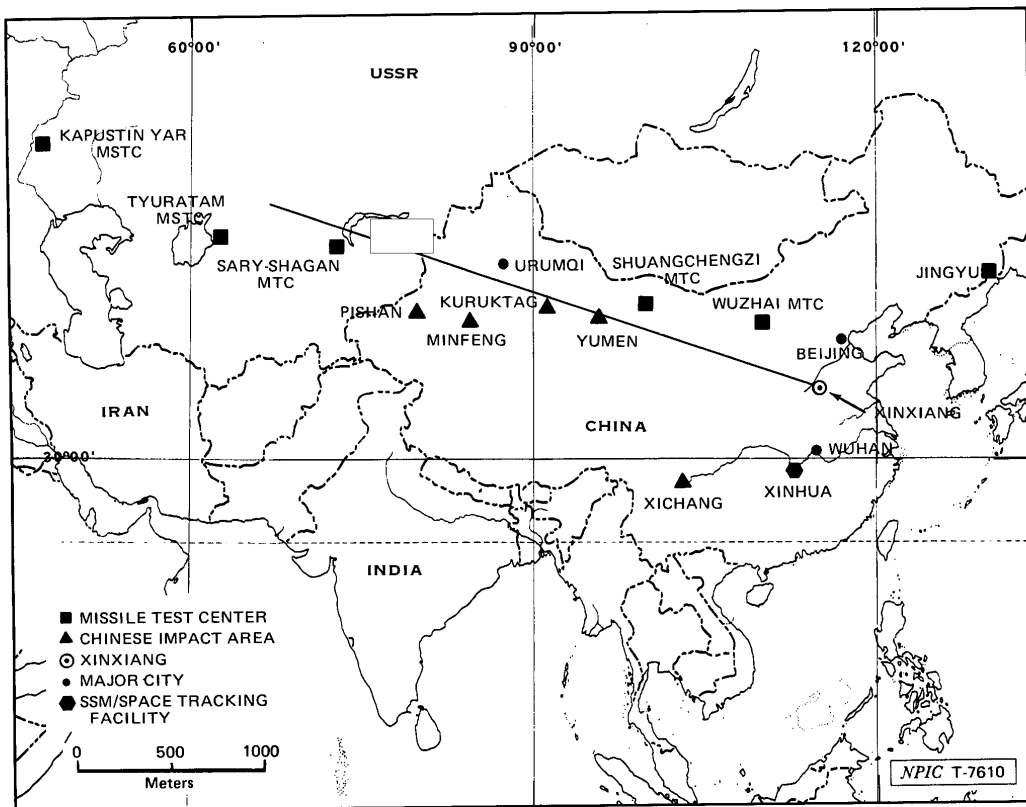 60°00'
90°00'
120°00'
USSR
KAPUSTIN YAR
MSTC
TYURATAM
MSTC
SARY-SHAGAN
MTC
URUMQI
SHUANGCHENGZI
MTC
JINGYU
PISHAN
KURUKTAG
WUZHAI MTC
MINFENG
YUMEN
BEIJING
IRAN
CHINA
XINXIANG
30°00'
WUHAN
XICHANG
XINHUA
INDIA
MISSILE TEST CENTER
CHINESE IMPACT AREA
XINXIANG
MAJOR CITY
SSM/SPACE TRACKING
FACILITY
0 500 1000
Meters
NPIC T-7610